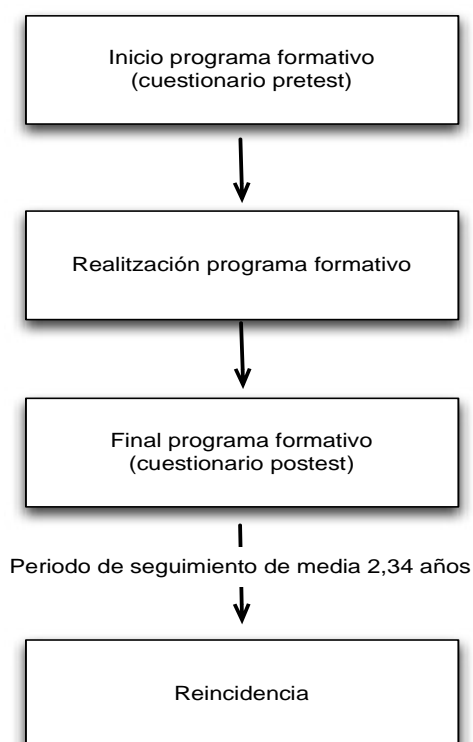 Inicio programa formativo
(cuestionario pretest)
Realitzación programa formativo
Final programa formativo
(cuestionario postest)
Periodo de seguimiento de media 2,34 años
Reincidencia